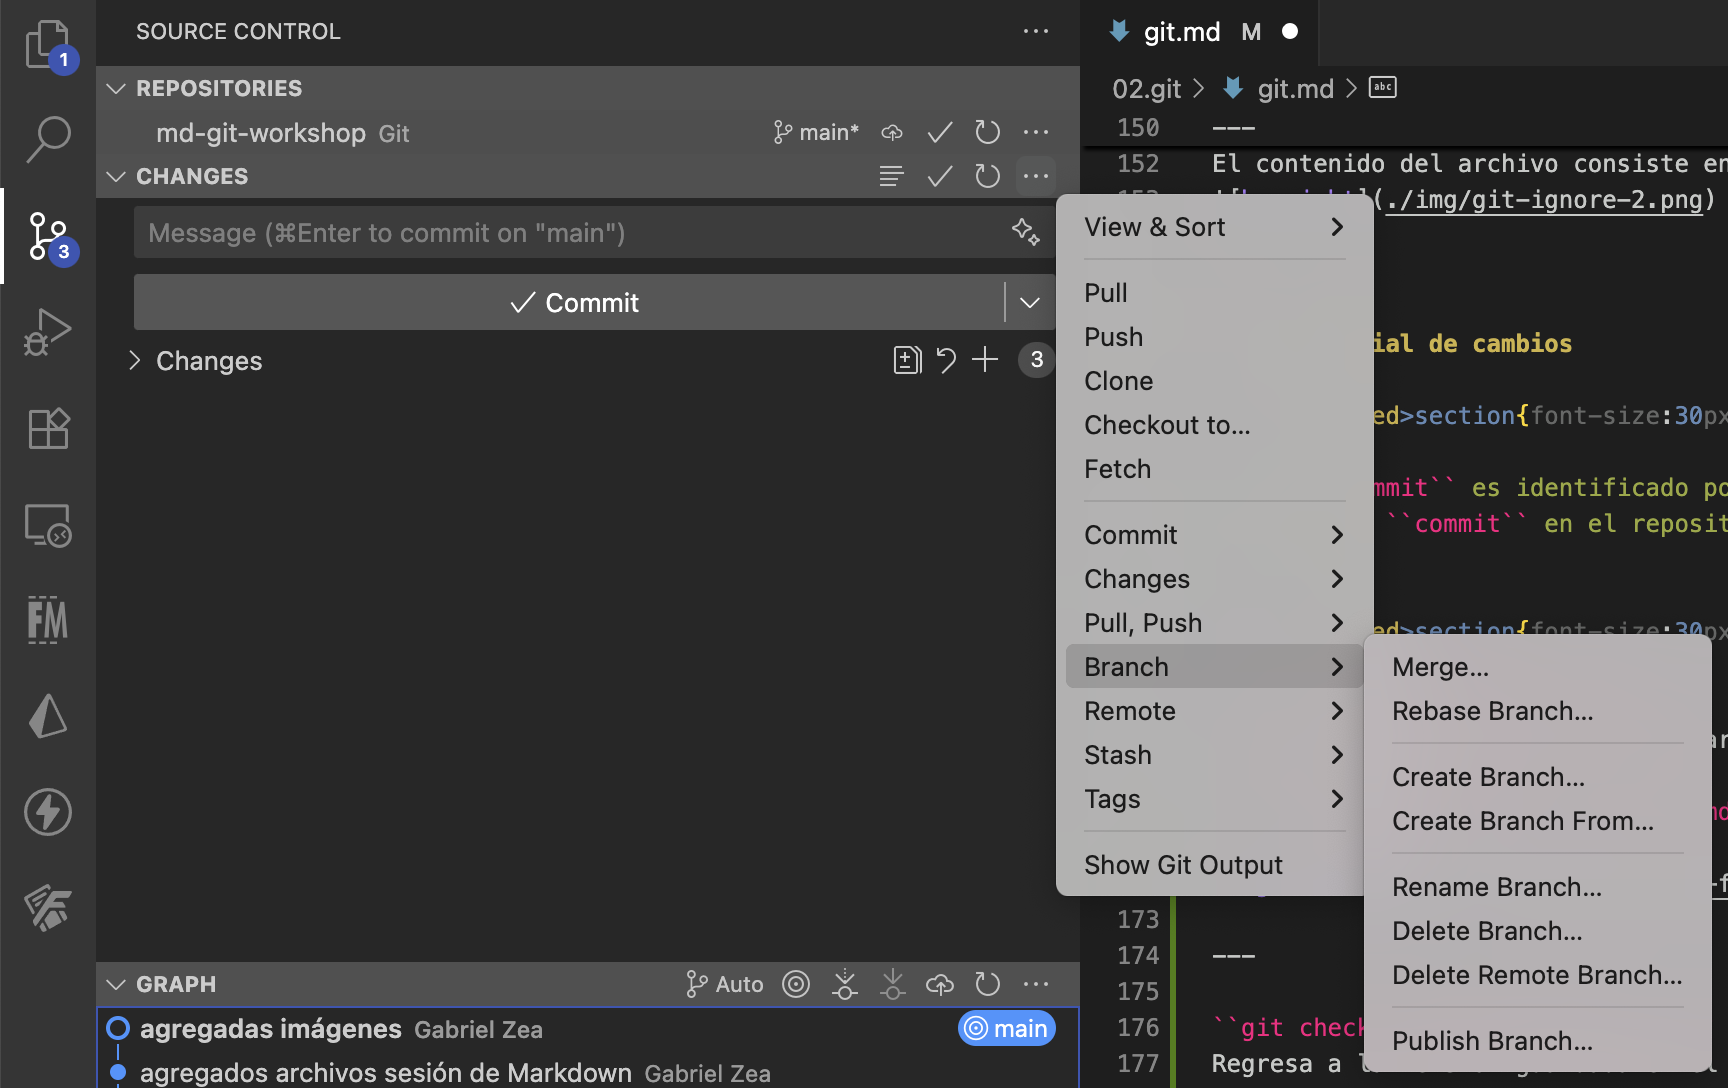 1
3
FM
SOURCE CONTROL
REPOSITORIES
md-git-workshop Git main*
CHANGES
Message (⌘Enter to commit on "main")
Commit
Changes 3
GRAPH Auto
agregadas imágenes Gabriel Zea main
agregados archivos sesión de Markdown Gabriel Zea
View & Sort
Pull
Push
Clone
Checkout to...
Fetch
Commit
Changes
Pull, Push
Branch
Remote
Stash
Tags
Show Git Output
Merge...
Rebase Branch...
Create Branch...
Create Branch From...
Rename Branch...
Delete Branch...
Delete Remote Branch...
Publish Branch...
git.md M
02.git > git.md > abc
150 ---
152 El contenido del archivo consiste en
(./img/git-ignore-2.png)
ial de cambios
ed>section{font-size:30px
mmit`` es identificado po
``commit`` en el reposit
ed>section{font-size:30px
173
174 ---
175
176 ``git check
177 Regresa a l